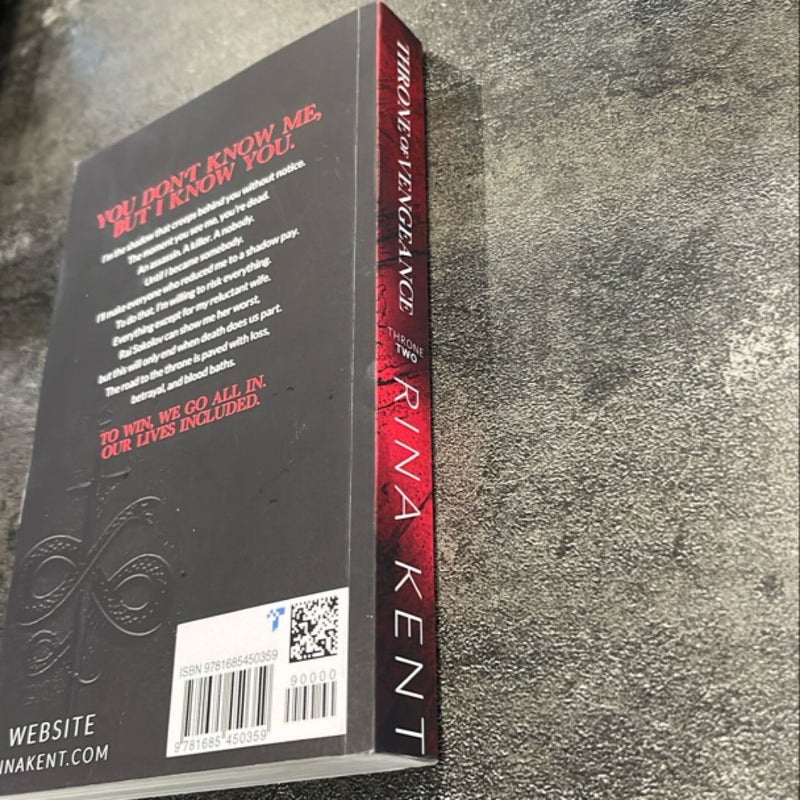 YOU DON'T KNOW ME,
BUT I KNOW YOU.
I'm the shadow that creeps behind you without notice.
The moment you see me, you're dead.
An assassin. A killer. A nobody.
Until I became somebody.
I'll make everyone who reduced me to a shadow pay.
To do that, I'm willing to risk everything.
Everything except for my reluctant wife.
Rai Sokolov can show me her worst,
but this will only end when death does us part.
The road to the throne is paved with loss,
betrayal, and blood baths.
TO WIN, WE GO ALL IN.
OUR LIVES INCLUDED.
WEBSITE
INAKENT.COM
ISBN 9781685450359
90000
9781685 450359
THRONE OF VENGEANCE
THRONE
TWO
RINA KENT